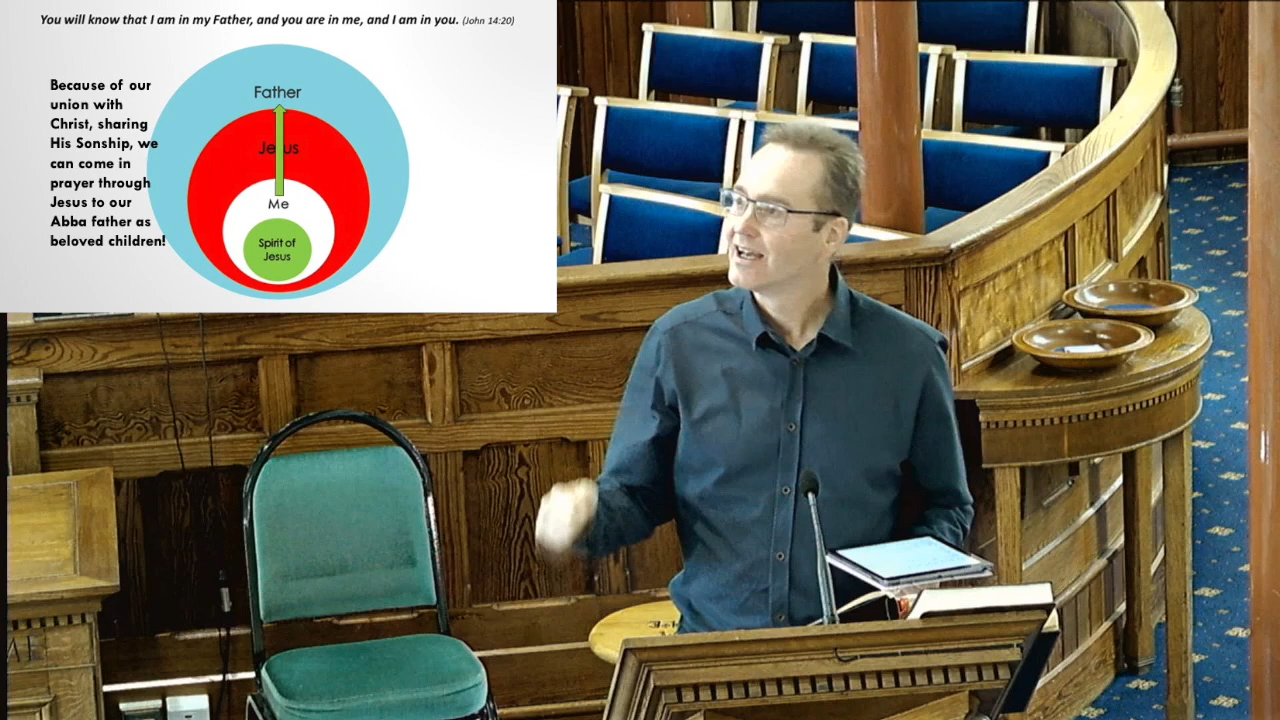 You will know that I am in my Father, and you are in me, and I am in you. (John 14:20)
Because of our
union with
Christ, sharing
His Sonship, we
can come in
prayer through
Jesus to our
Abba father as
beloved children!
Father
Jesus
Me
Spirit of
Jesus